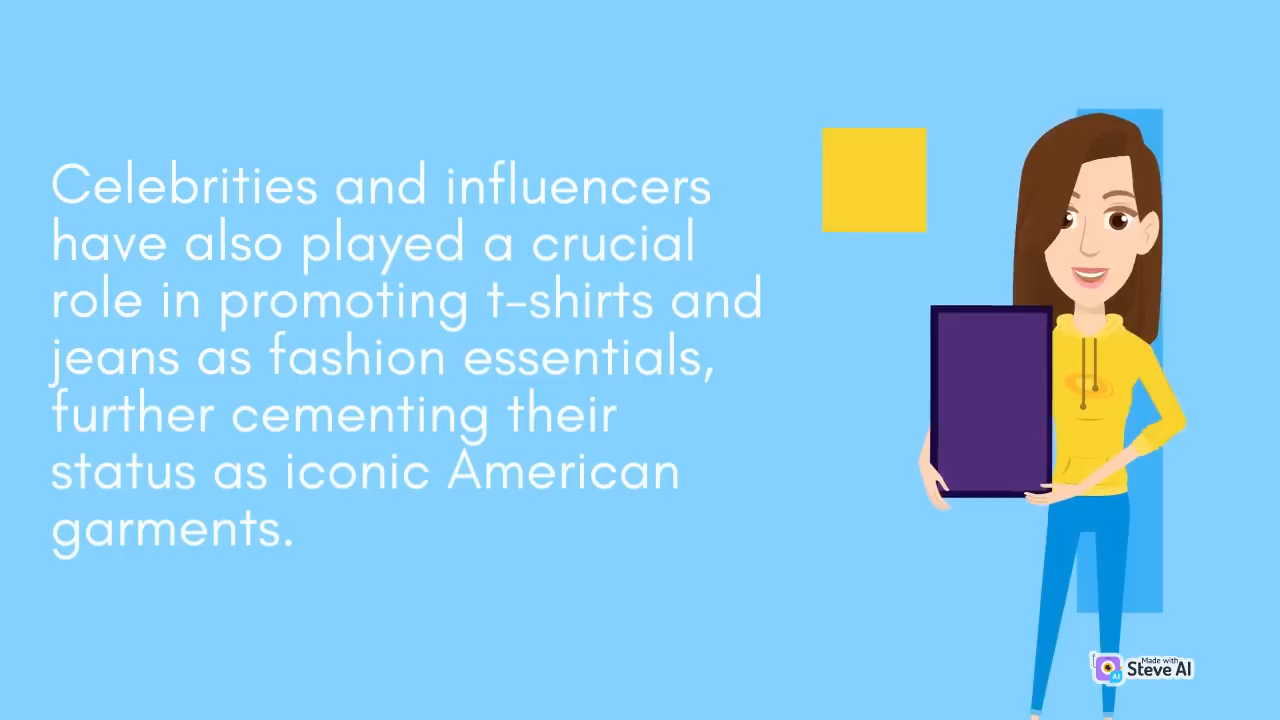 Celebrities and influencers
have also played a crucial
role in promoting t-shirts and
jeans as fashion essentials,
further cementing their
status as iconic American
garments.
Made with
Steve AI
AI